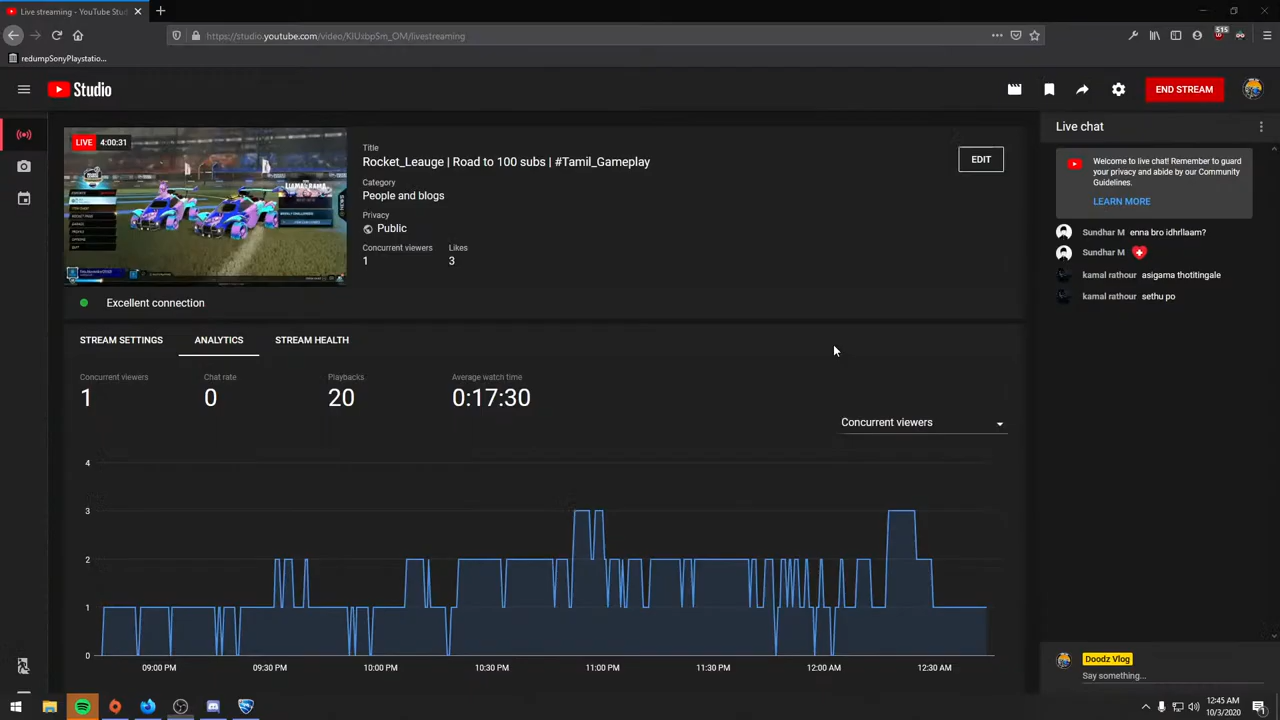 Live streaming - YouTube Stud
https://studio.youtube.com/video/KIUzbpSm_OM/livestreaming
515
redumpSonyPlaystatio...
Studio
END STREAM
LIVE 4:00:31
Title
Rocket_Leauge | Road to 100 subs | #Tamil_Gameplay
EDIT
Category
People and blogs
Privacy
Public
Concurrent viewers Likes
1 3
Excellent connection
STREAM SETTINGS ANALYTICS STREAM HEALTH
Concurrent viewers Chat rate Playbacks Average watch time
1 0 20 0:17:30
Concurrent viewers
4
3
2
1
0
09:00 PM 09:30 PM 10:00 PM 10:30 PM 11:00 PM 11:30 PM 12:00 AM 12:30 AM
Live chat
Welcome to live chat! Remember to guard
your privacy and abide by our Community
Guidelines.
LEARN MORE
Sundhar M enna bro idhrllaam?
Sundhar M
kamal rathour asigama thotitingale
kamal rathour sethu po
Doodz Vlog
Say something...
12:45 AM
10/3/2020